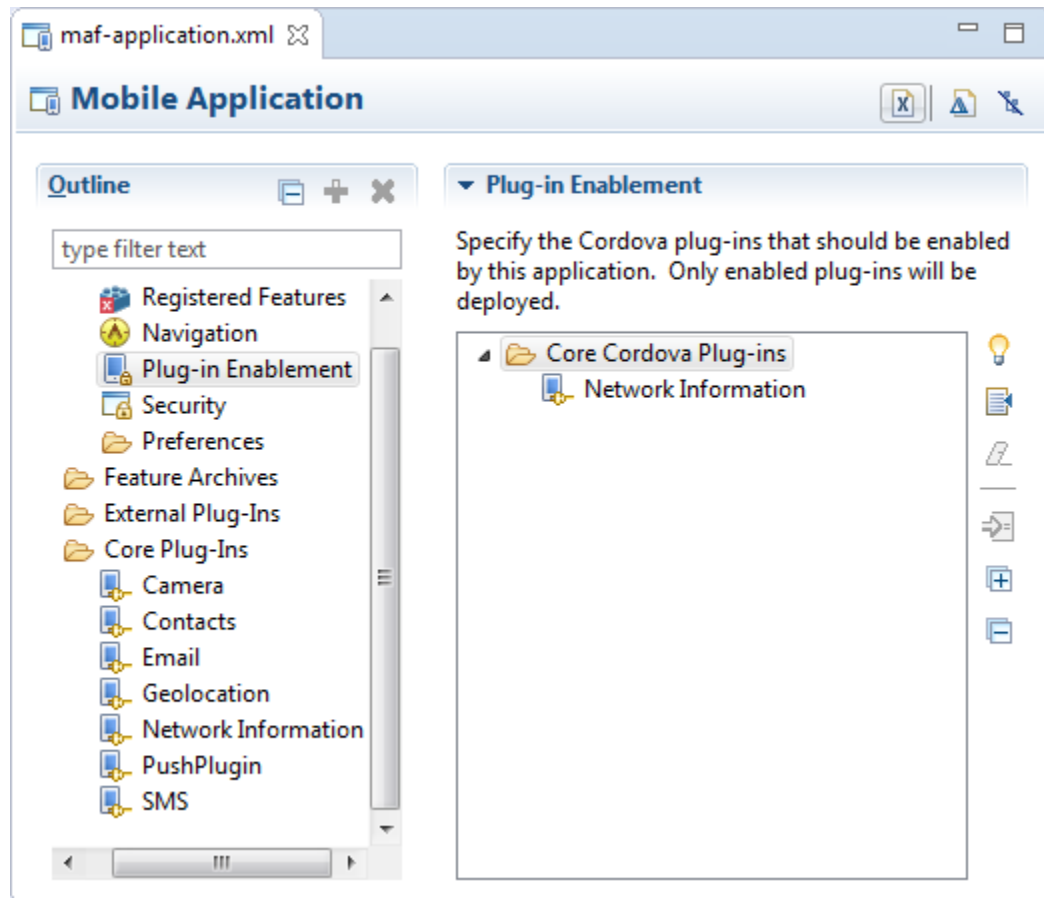 maf-application.xml
Mobile Application
Outline
type filter text
Registered Features
Navigation
Plug-in Enablement
Security
Preferences
Feature Archives
External Plug-Ins
Core Plug-Ins
Camera
Contacts
Email
Geolocation
Network Information
PushPlugin
SMS
Plug-in Enablement
Specify the Cordova plug-ins that should be enabled
by this application.  Only enabled plug-ins will be
deployed.
Core Cordova Plug-ins
Network Information